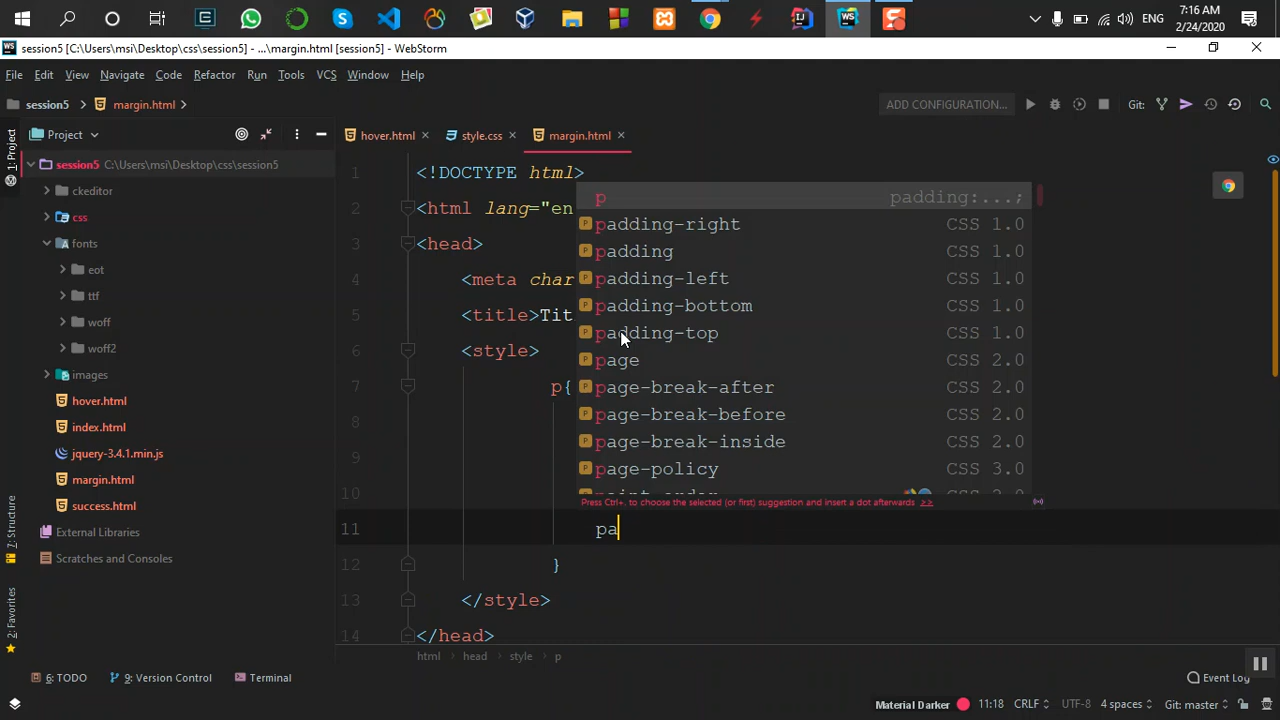 ENG
7:16 AM
2/24/2020
session5 [C:\Users\msi\Desktop\css\session5] - ...\margin.html [session5] - WebStorm
File Edit View Navigate Code Refactor Run Tools VCS Window Help
session5 margin.html ADD CONFIGURATION... Git:
Project
hover.html style.css margin.html
1: Project
session5 C:\Users\msi\Desktop\css\session5
ckeditor
css
fonts
eot
ttf
woff
woff2
images
hover.html
index.html
jquery-3.4.1.min.js
margin.html
success.html
External Libraries
Scratches and Consoles
7: Structure
2: Favorites
1 <!DOCTYPE html>
2 <html lang="en
3 <head>
4 <meta char
5 <title>Tit
6 <style>
7 p{
8
9
10
11 pa
12 }
13 </style>
14 </head>
p padding:...;
padding-right CSS 1.0
padding CSS 1.0
padding-left CSS 1.0
padding-bottom CSS 1.0
padding-top CSS 1.0
page CSS 2.0
page-break-after CSS 2.0
page-break-before CSS 2.0
page-break-inside CSS 2.0
page-policy CSS 3.0
Press Ctrl+. to choose the selected (or first) suggestion and insert a dot afterwards >>
html head style p
6: TODO 9: Version Control Terminal Event Log
Material Darker 11:18 CRLF UTF-8 4 spaces Git: master